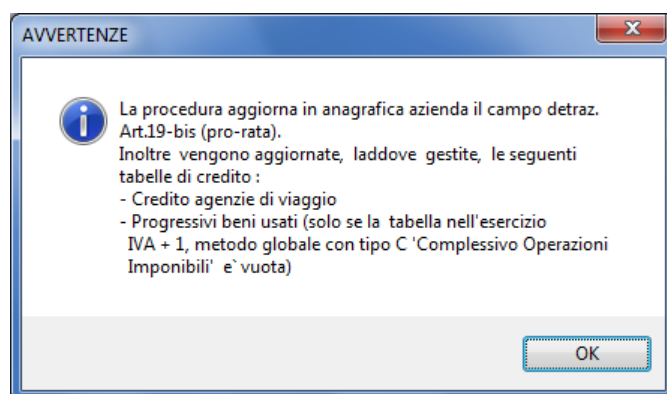 AVVERTENZE
La procedura aggiorna in anagrafica azienda il campo detraz.
Art.19-bis (pro-rata).
Inoltre vengono aggiornate, laddove gestite, le seguenti
tabelle di credito :
- Credito agenzie di viaggio
- Progressivi beni usati (solo se la tabella nell'esercizio
IVA + 1, metodo globale con tipo C 'Complessivo Operazioni
Imponibili' e` vuota)
OK